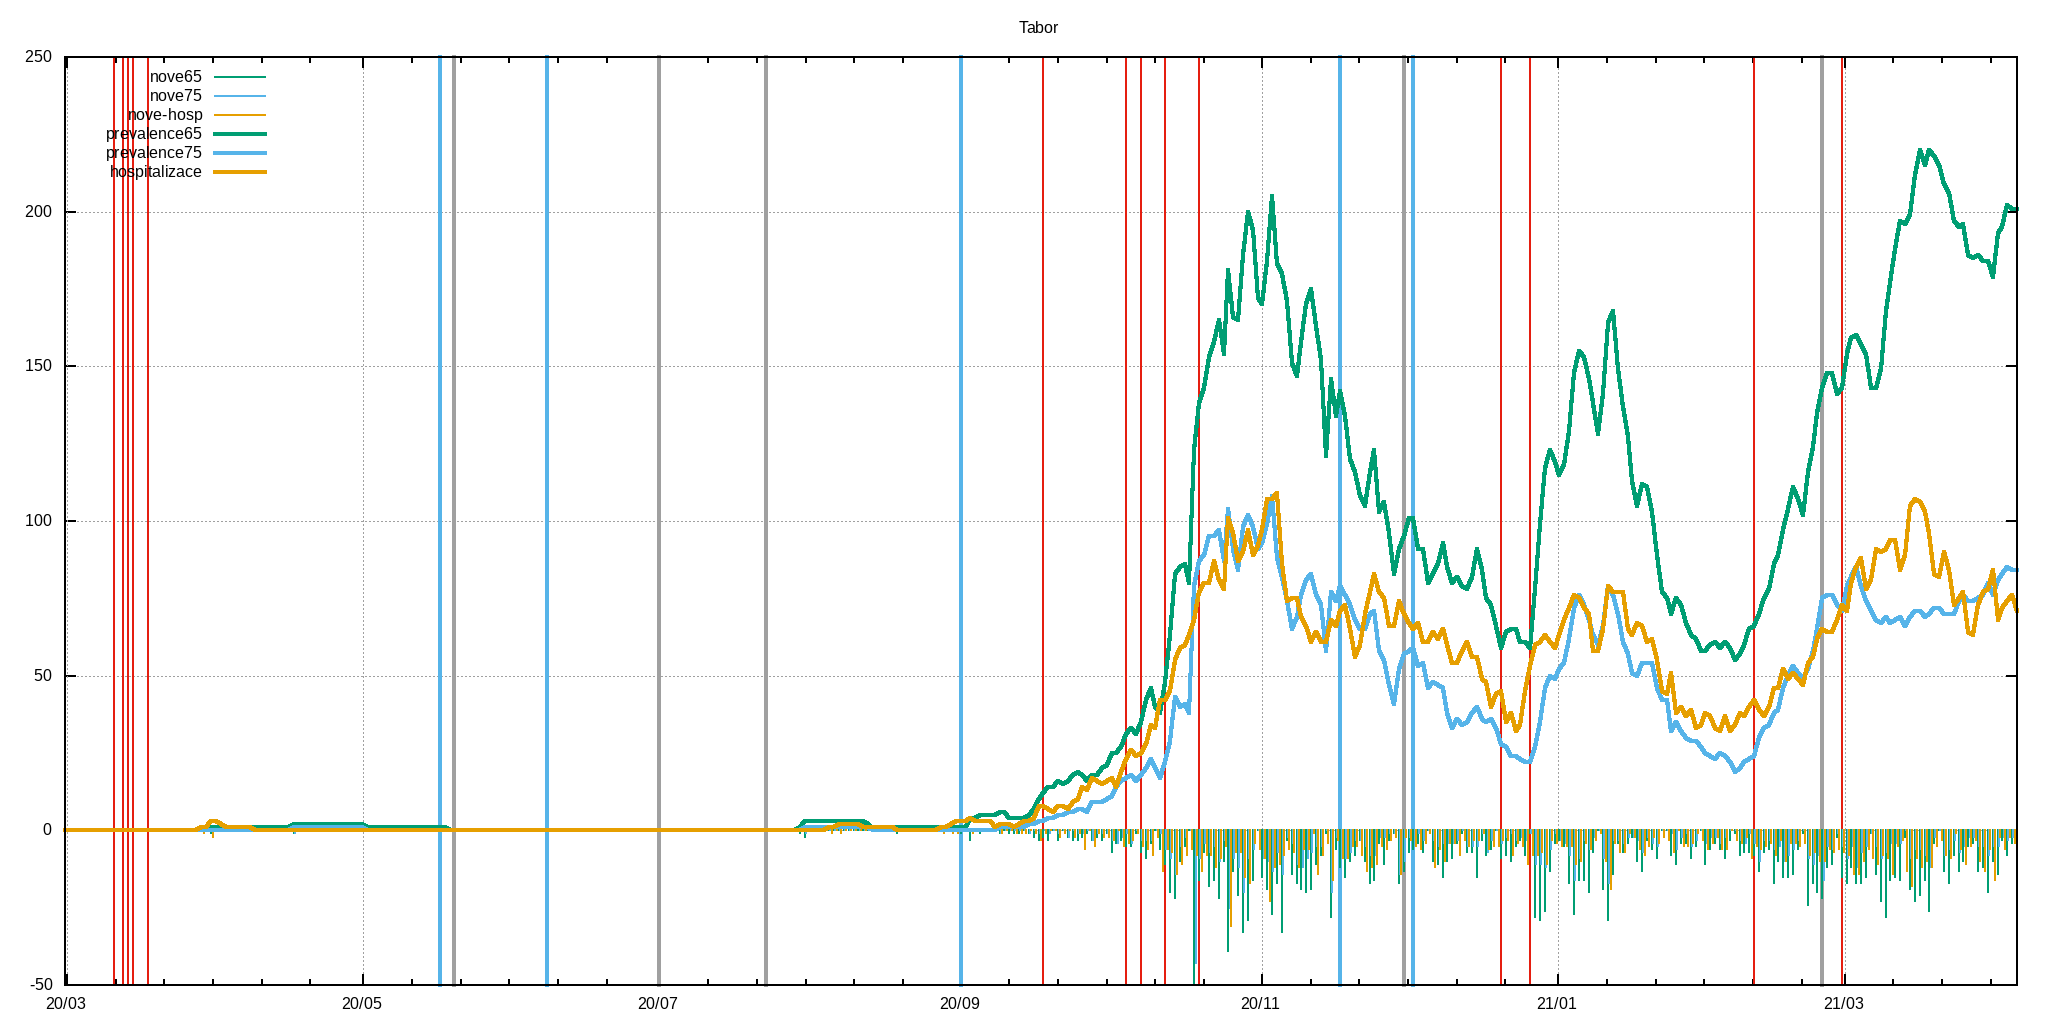 Tabor
250
nove65
nove75
nove-hosp
prevalence65
prevalence75
hospitalizace
200
150
100
50
0
-50
20/03 20/05 20/07 20/09 20/11 21/01 21/03